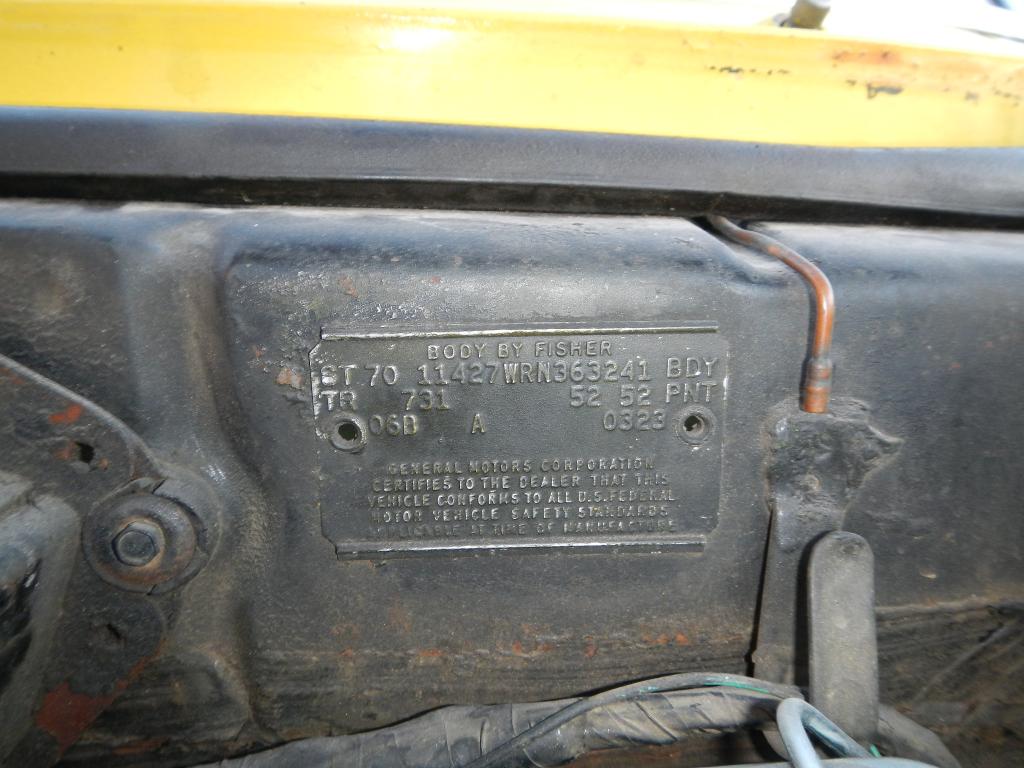 BODY BY FISHER
ST 70 11427WRN363241 BDY
TR 731 52 52 PNT
06D A 0323
GENERAL MOTORS CORPORATION
CERTIFIES TO THE DEALER THAT THIS
VEHICLE CONFORMS TO ALL U.S. FEDERAL
MOTOR VEHICLE SAFETY STANDARDS
APPLICABLE AT TIME OF MANUFACTURE